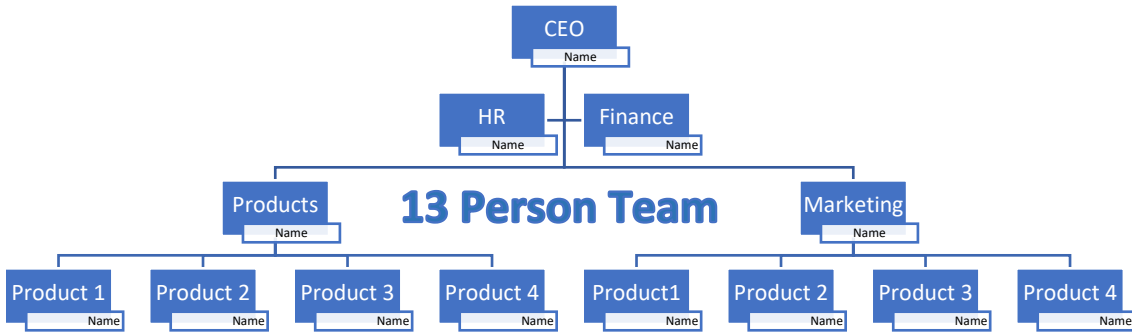 CEO
Name
HR
Name
Finance
Name
Products
Name
13 Person Team
Marketing
Name
Product 1
Name
Product 2
Name
Product 3
Name
Product 4
Name
Product1
Name
Product 2
Name
Product 3
Name
Product 4
Name